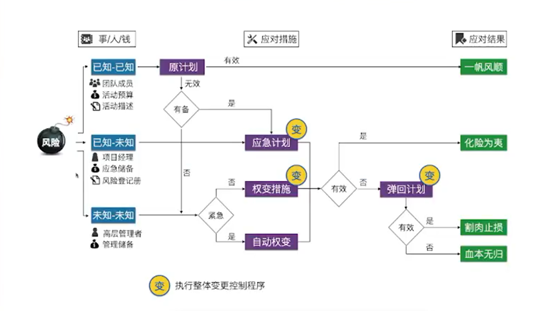 事/人/钱
应对措施
应对结果
已知-已知
原计划
有效
一帆风顺
团队成员
活动预算
活动描述
无效
有备
是
风险
已知-未知
应急计划
变
是
化险为夷
项目经理
应急储备
风险登记册
否
否
权变措施
变
有效
否
弹回计划
变
未知-未知
紧急
高层管理者
管理储备
是
自动权变
有效
是
割肉止损
否
血本无归
变
执行整体变更控制程序